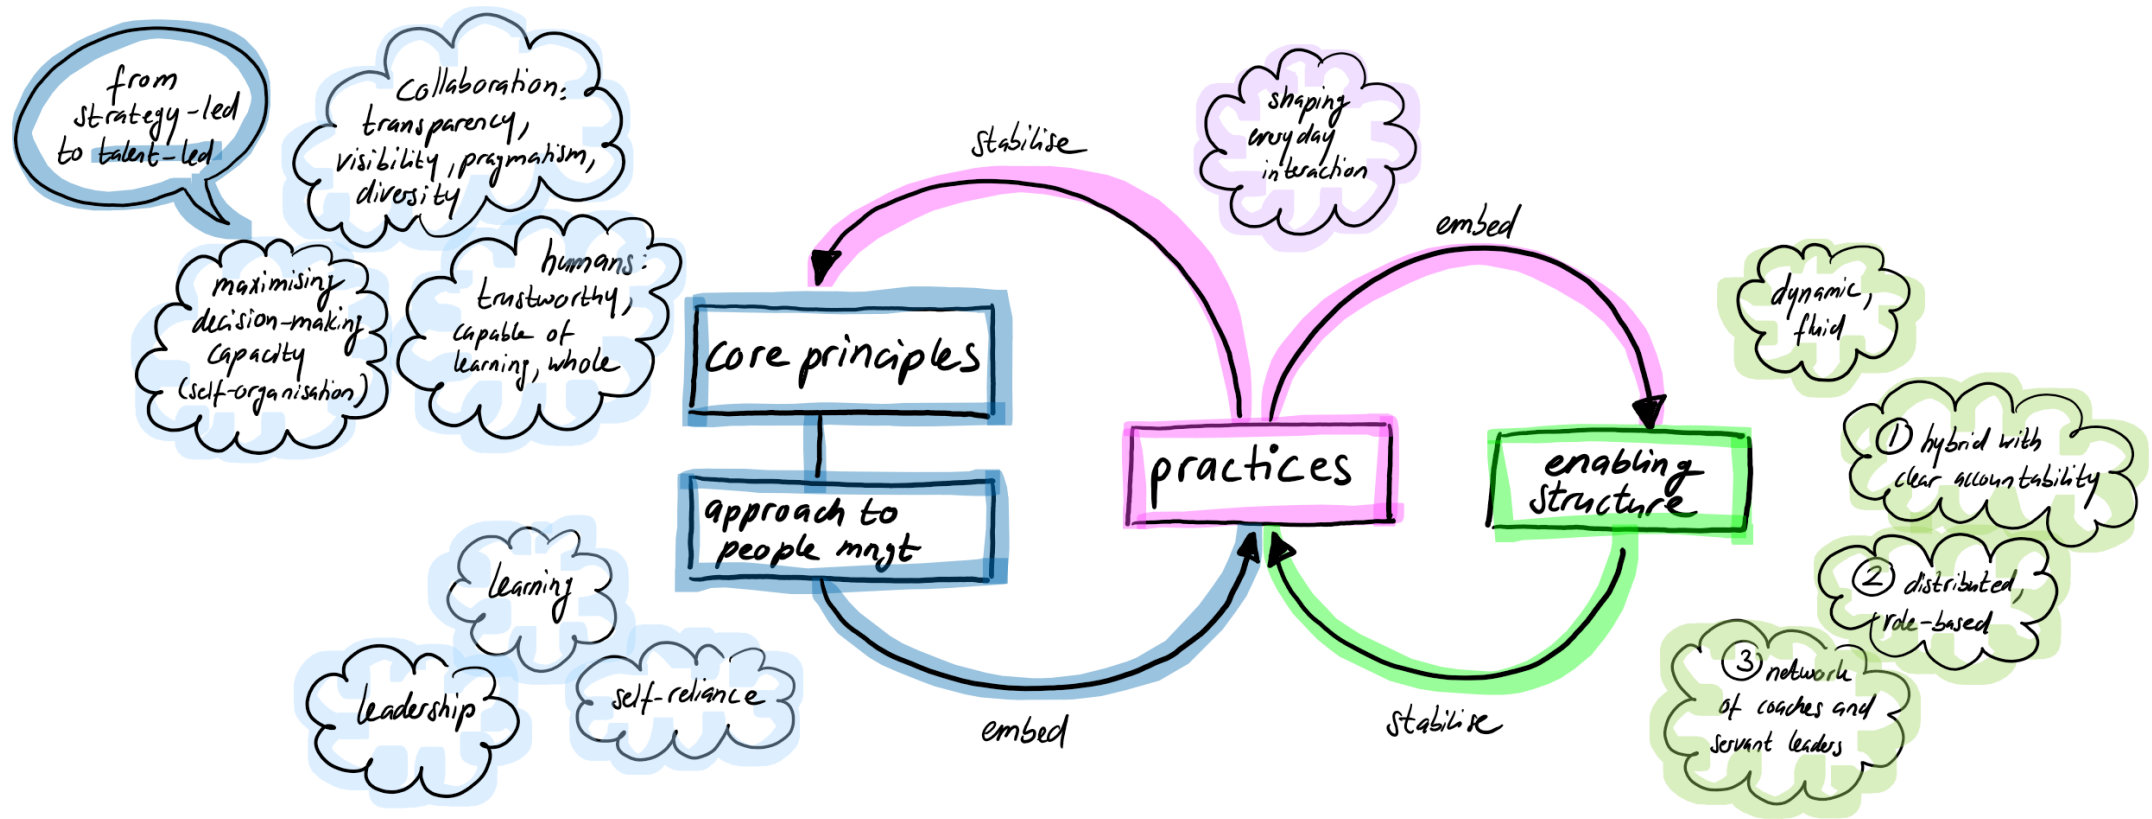 from
strategy-led
to talent-led
collaboration:
transparency,
visibility, pragmatism,
diversity
maximising
decision-making
capacity
(self-organisation)
humans:
trustworthy,
capable of
learning, whole
stabilise
shaping
everyday
interaction
embed
core principles
approach to
people mngt
practices
enabling
structure
dynamic,
fluid
1 hybrid with
clear accountability
2 distributed,
role-based
3 network
of coaches and
servant leaders
learning
leadership
self-reliance
embed
stabilise